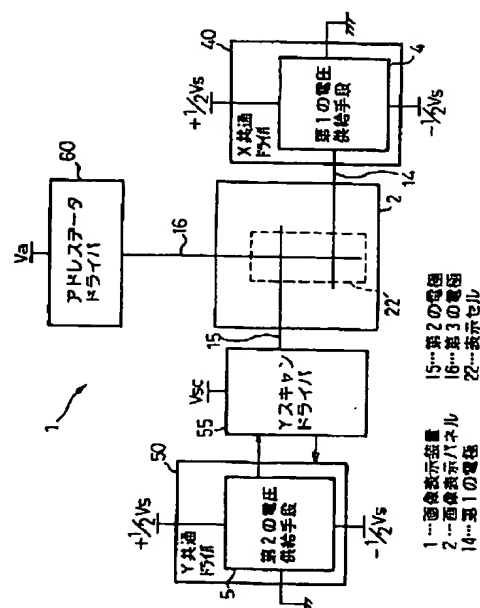 Va
60
アドレスデータ
ドライバ
16
1
+1/2Vs
40
X共通
ドライバ
第1の電圧
供給手段
4
-1/2Vs
14
2
22
15
Vsc
55
Yスキャン
ドライバ
50
+1/2Vs
Y共通
ドライバ
第2の電圧
供給手段
5
-1/2Vs
1…画像表示装置
2…画像表示パネル
14…第1の電極
15…第2の電極
16…第3の電極
22…表示セル